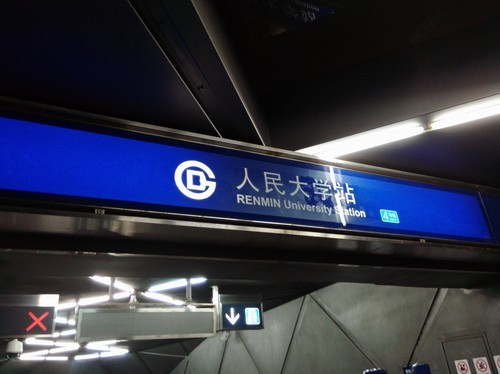 人民大学站
RENMIN University Station
4